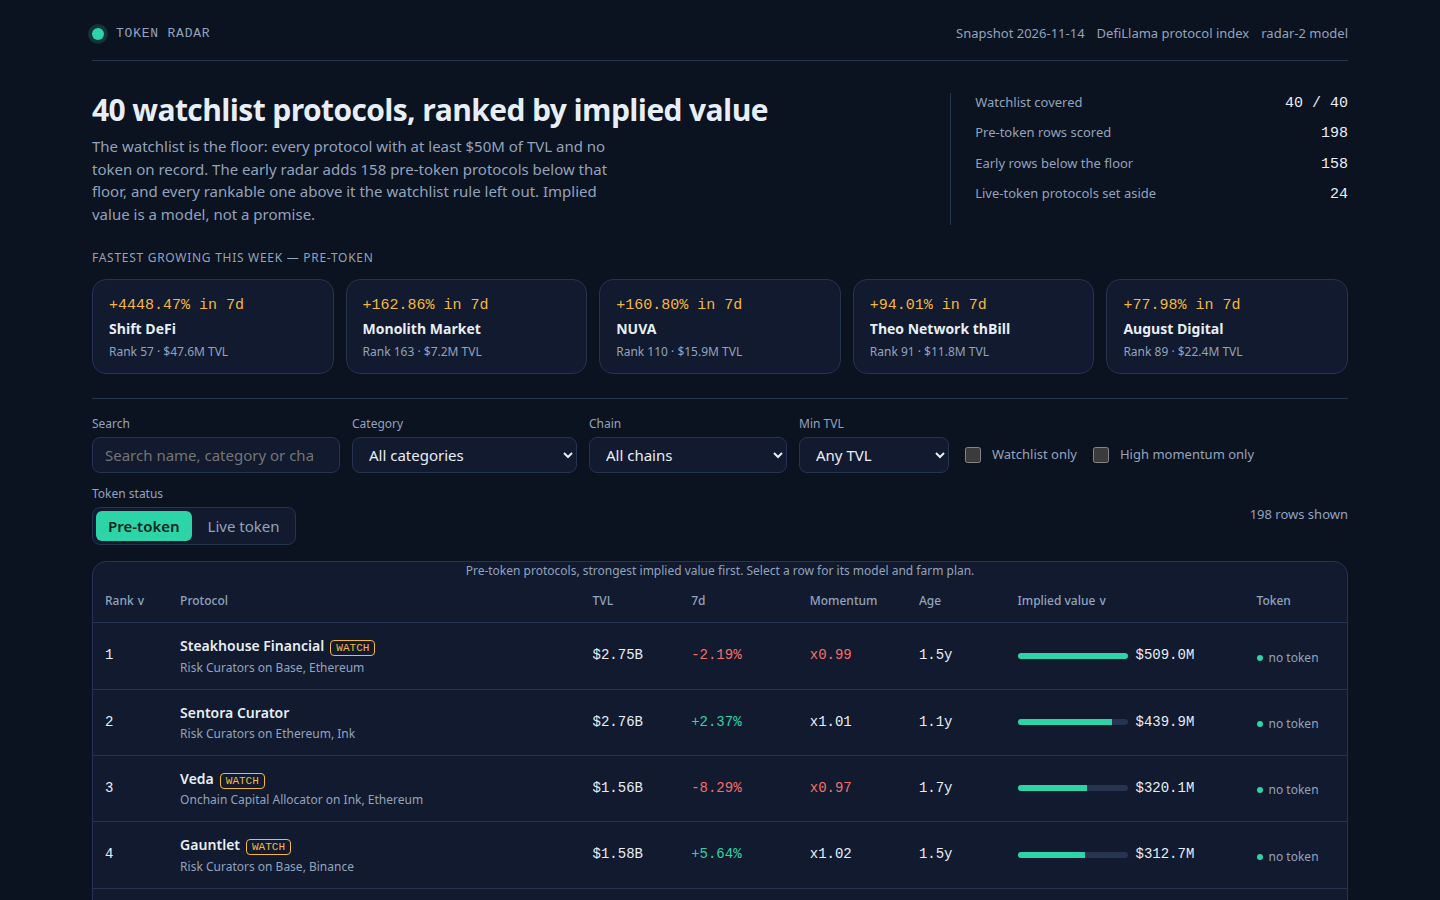 TOKEN RADAR
Snapshot 2026-11-14 DefiLlama protocol index radar-2 model
40 watchlist protocols, ranked by implied value
The watchlist is the floor: every protocol with at least $50M of TVL and no
token on record. The early radar adds 158 pre-token protocols below that
floor, and every rankable one above it the watchlist rule left out. Implied
value is a model, not a promise.
Watchlist covered 40 / 40
Pre-token rows scored 198
Early rows below the floor 158
Live-token protocols set aside 24
FASTEST GROWING THIS WEEK — PRE-TOKEN
+4448.47% in 7d
Shift DeFi
Rank 57 · $47.6M TVL
+162.86% in 7d
Monolith Market
Rank 163 · $7.2M TVL
+160.80% in 7d
NUVA
Rank 110 · $15.9M TVL
+94.01% in 7d
Theo Network thBill
Rank 91 · $11.8M TVL
+77.98% in 7d
August Digital
Rank 89 · $22.4M TVL
Search Category Chain Min TVL
Search name, category or cha All categories All chains Any TVL Watchlist only High momentum only
Token status
Pre-token Live token 198 rows shown
Pre-token protocols, strongest implied value first. Select a row for its model and farm plan.
Rank v Protocol TVL 7d Momentum Age Implied value v Token
1 Steakhouse Financial WATCH $2.75B -2.19% x0.99 1.5y $509.0M no token
Risk Curators on Base, Ethereum
2 Sentora Curator $2.76B +2.37% x1.01 1.1y $439.9M no token
Risk Curators on Ethereum, Ink
3 Veda WATCH $1.56B -8.29% x0.97 1.7y $320.1M no token
Onchain Capital Allocator on Ink, Ethereum
4 Gauntlet WATCH $1.58B +5.64% x1.02 1.5y $312.7M no token
Risk Curators on Base, Binance